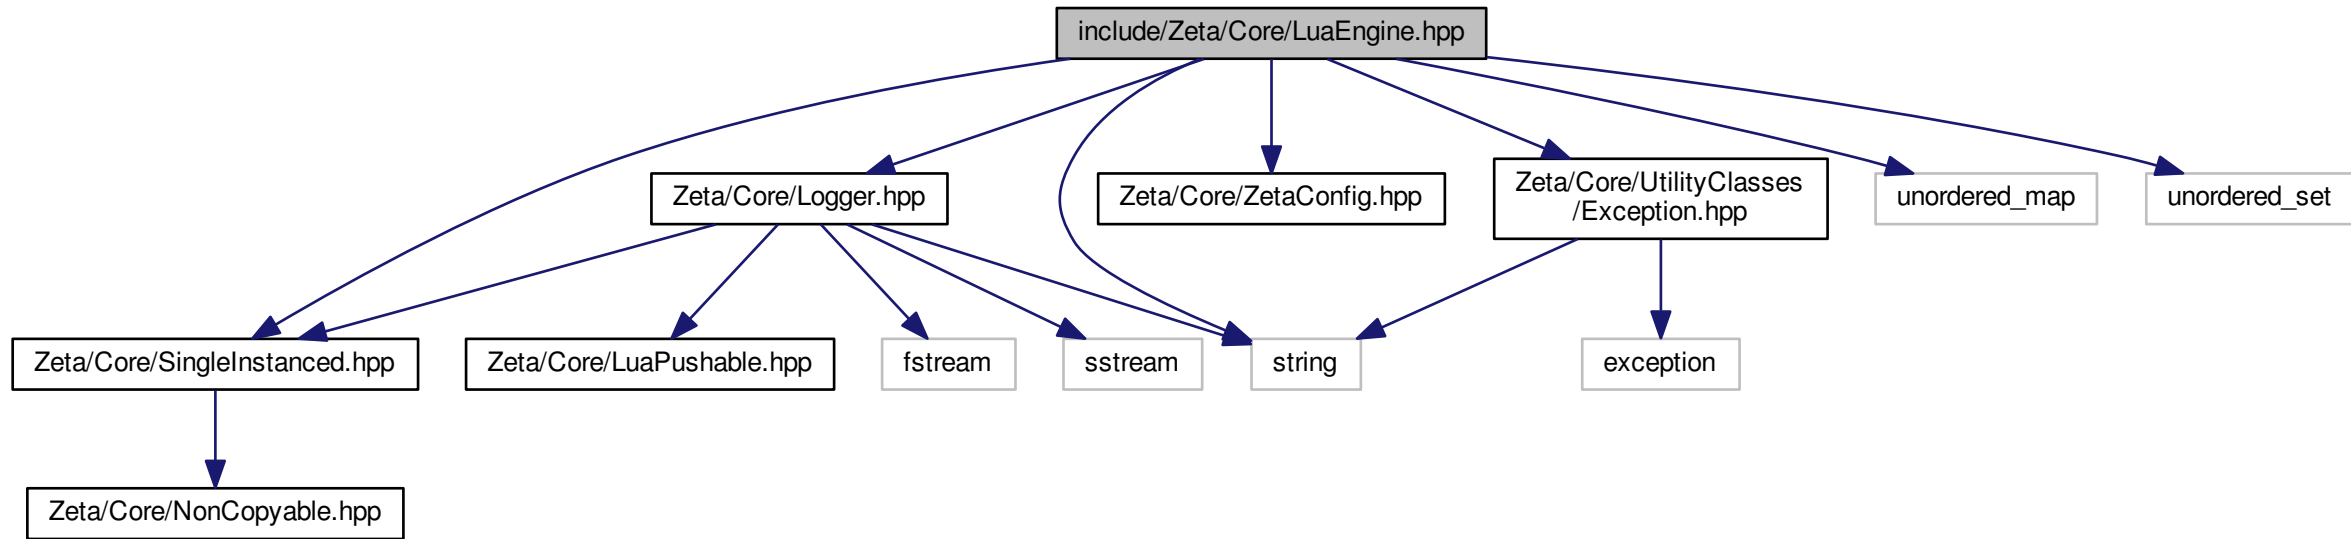 include/Zeta/Core/LuaEngine.hpp
Zeta/Core/Logger.hpp
Zeta/Core/ZetaConfig.hpp
Zeta/Core/UtilityClasses
/Exception.hpp
unordered_map
unordered_set
Zeta/Core/SingleInstanced.hpp
Zeta/Core/LuaPushable.hpp
fstream
sstream
string
exception
Zeta/Core/NonCopyable.hpp